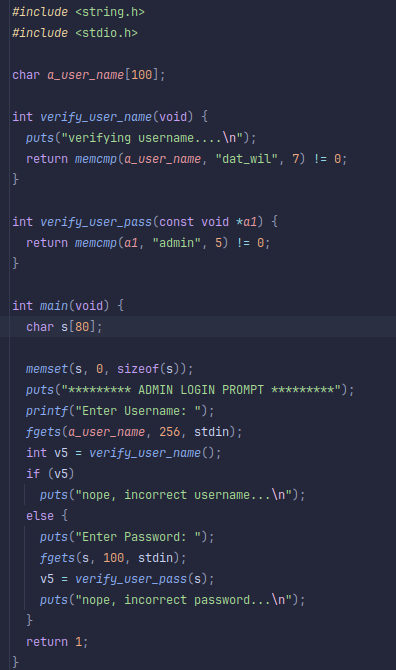 #include <string.h>
#include <stdio.h>
char a_user_name[100];
int verify_user_name(void) {
puts("verifying username....\n");
return memcmp(a_user_name, "dat_wil", 7) != 0;
}
int verify_user_pass(const void *a1) {
return memcmp(a1, "admin", 5) != 0;
}
int main(void) {
char s[80];
memset(s, 0, sizeof(s));
puts("********* ADMIN LOGIN PROMPT *********");
printf("Enter Username: ");
fgets(a_user_name, 256, stdin);
int v5 = verify_user_name();
if (v5)
puts("nope, incorrect username...\n");
else {
puts("Enter Password: ");
fgets(s, 100, stdin);
v5 = verify_user_pass(s);
puts("nope, incorrect password...\n");
}
return 1;
}